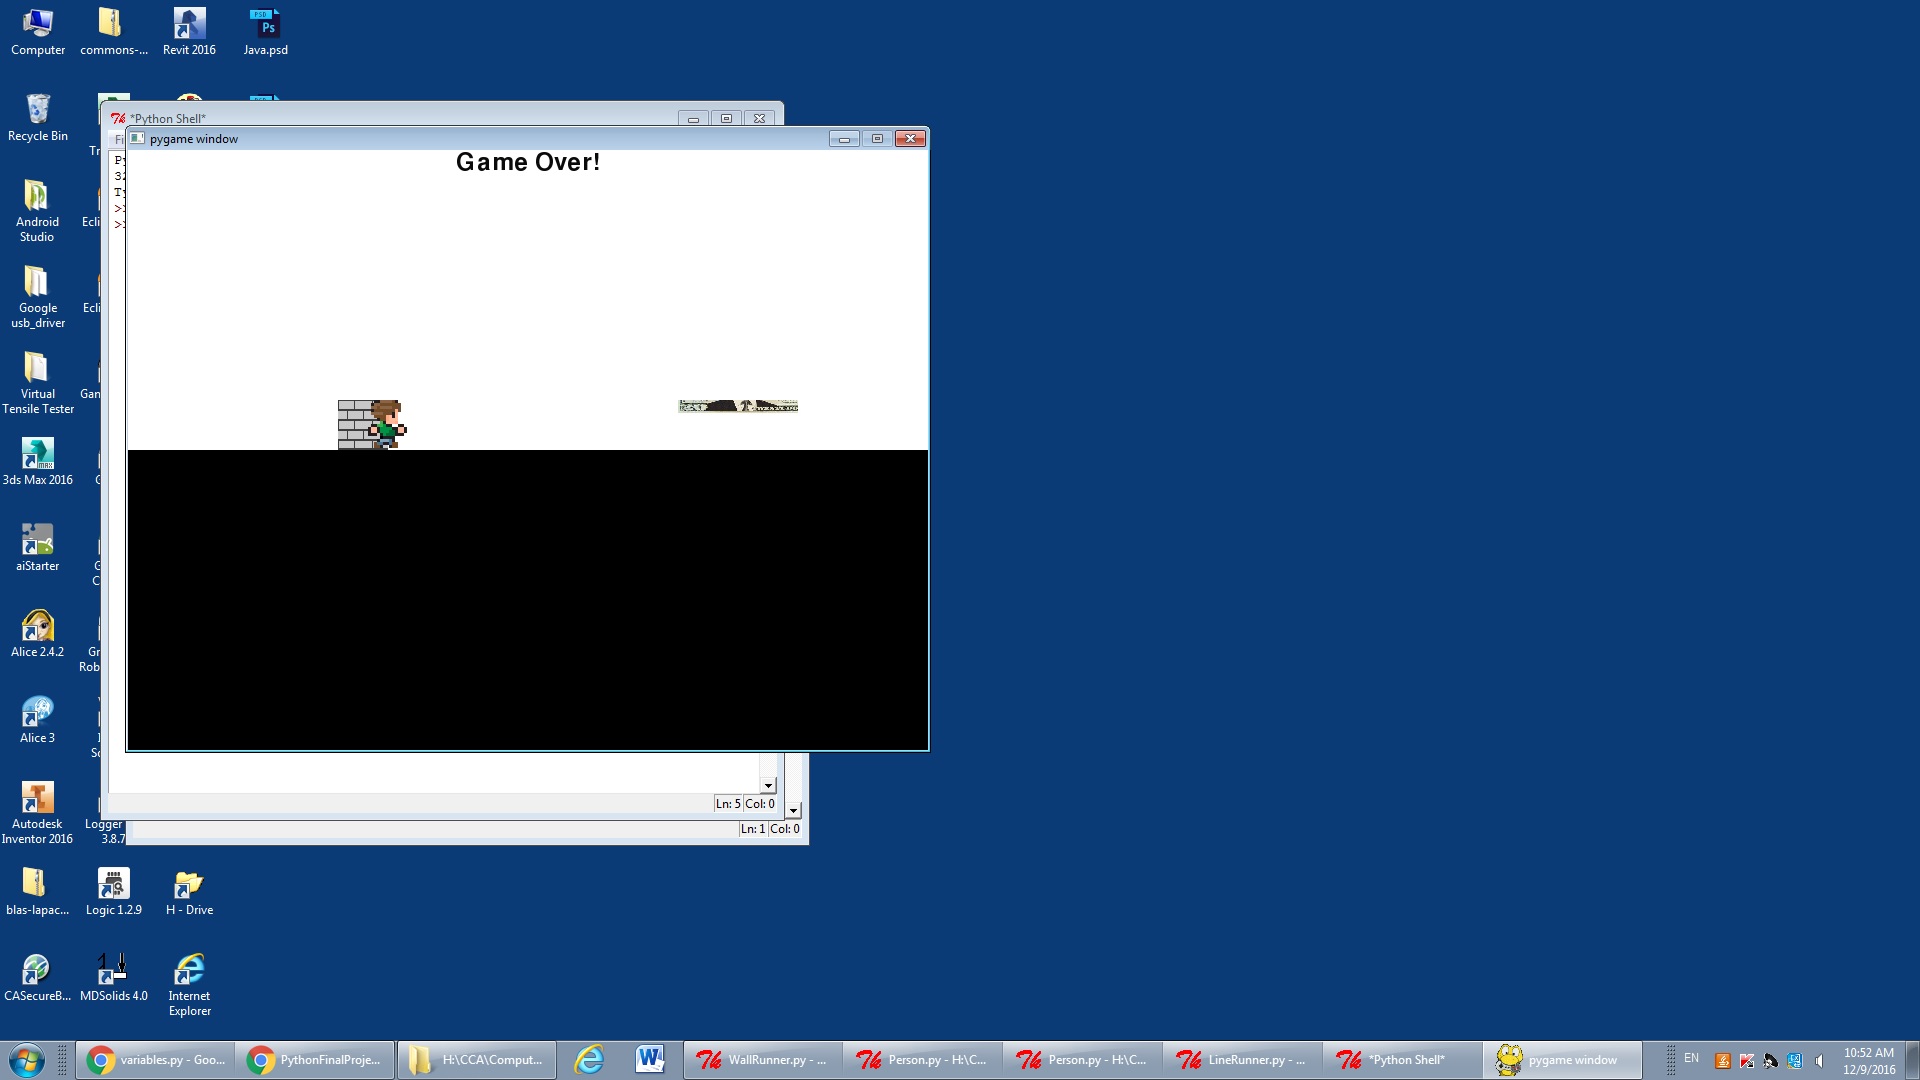 Computer
commons-...
Revit 2016
Java.psd
PSD
Ps
Recycle Bin
*Python Shell*
pygame window
Game Over!
Android
Studio
Ecli
Google
usb_driver
Ecli
Virtual
Tensile Tester
Gan
3ds Max 2016
MAX
aiStarter
Alice 2.4.2
Gr
Rob
Alice 3
Autodesk
Inventor 2016
Logger
3.8.7
Ln: 5 Col: 0
Ln: 1 Col: 0
blas-lapac...
Logic 1.2.9
H - Drive
CASecureB...
MDSolids 4.0
Internet
Explorer
variables.py - Goo...
PythonFinalProje...
H:\CCA\Comput...
WallRunner.py - ...
Person.py - H:\C...
Person.py - H:\C...
LineRunner.py - ...
*Python Shell*
pygame window
EN
10:52 AM
12/9/2016